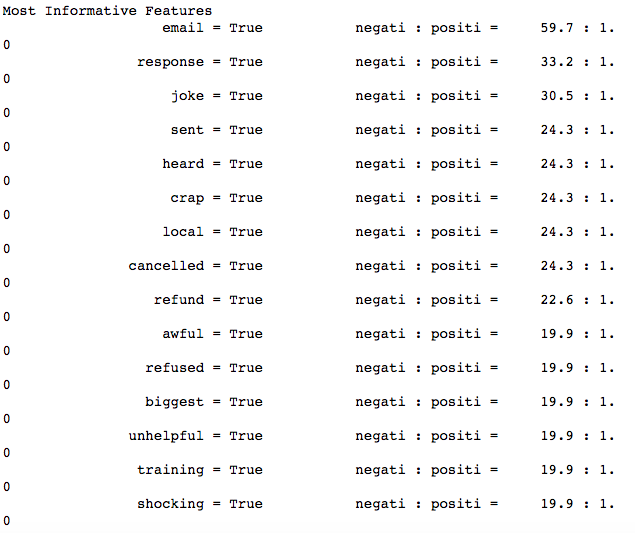 Most Informative Features
email = True negati : positi = 59.7 : 1.
0
response = True negati : positi = 33.2 : 1.
0
joke = True negati : positi = 30.5 : 1.
0
sent = True negati : positi = 24.3 : 1.
0
heard = True negati : positi = 24.3 : 1.
0
crap = True negati : positi = 24.3 : 1.
0
local = True negati : positi = 24.3 : 1.
0
cancelled = True negati : positi = 24.3 : 1.
0
refund = True negati : positi = 22.6 : 1.
0
awful = True negati : positi = 19.9 : 1.
0
refused = True negati : positi = 19.9 : 1.
0
biggest = True negati : positi = 19.9 : 1.
0
unhelpful = True negati : positi = 19.9 : 1.
0
training = True negati : positi = 19.9 : 1.
0
shocking = True negati : positi = 19.9 : 1.
0